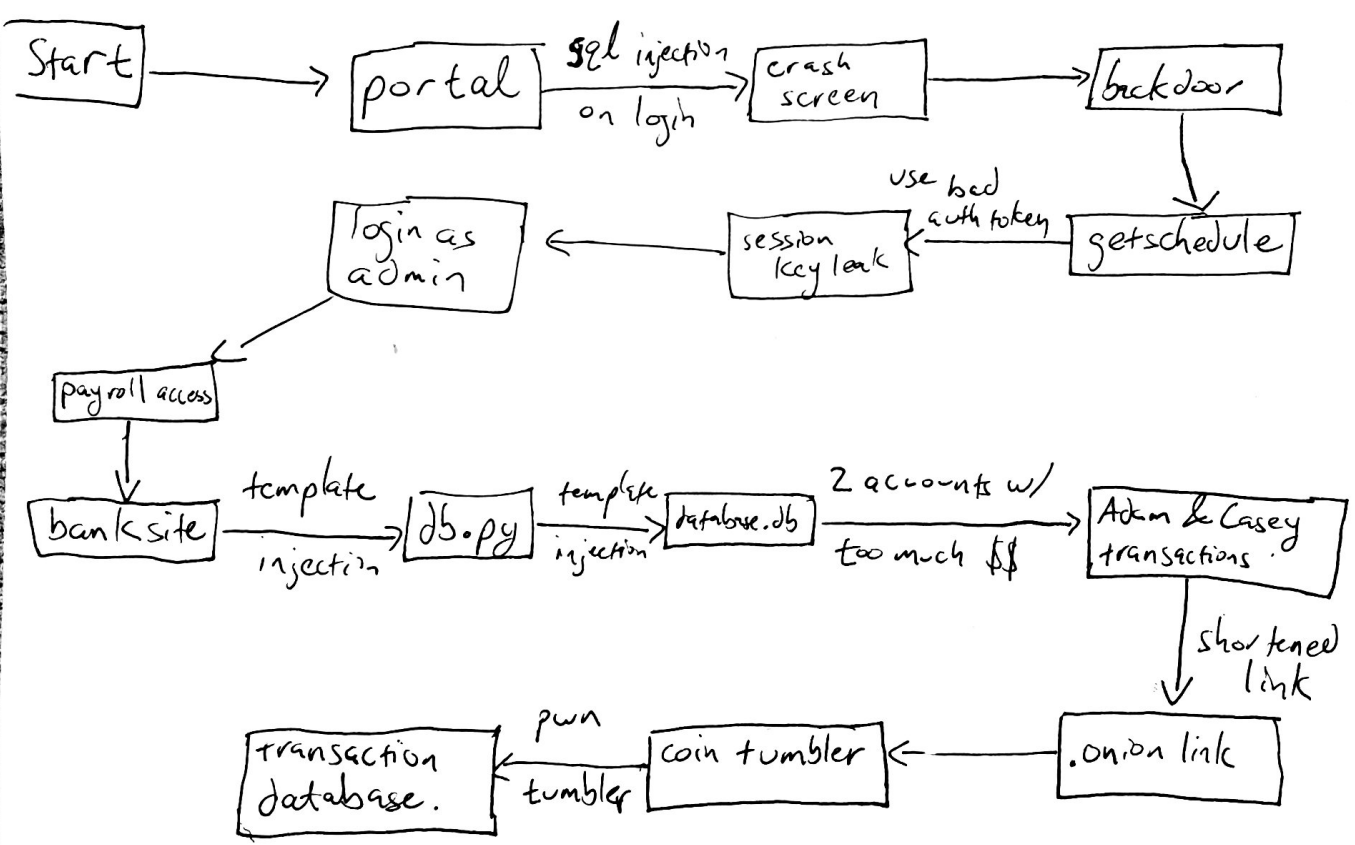 Start
portal
sql injection
on login
crash
screen
backdoor
getschedule
use bad
auth token
session
key leak
login as
admin
payroll access
bank site
template
injection
db.py
template
injection
database.db
2 accounts w/
too much $$
Adam & Casey
transactions.
shortened
link
.onion link
coin tumbler
pwn
tumbler
transaction
database.